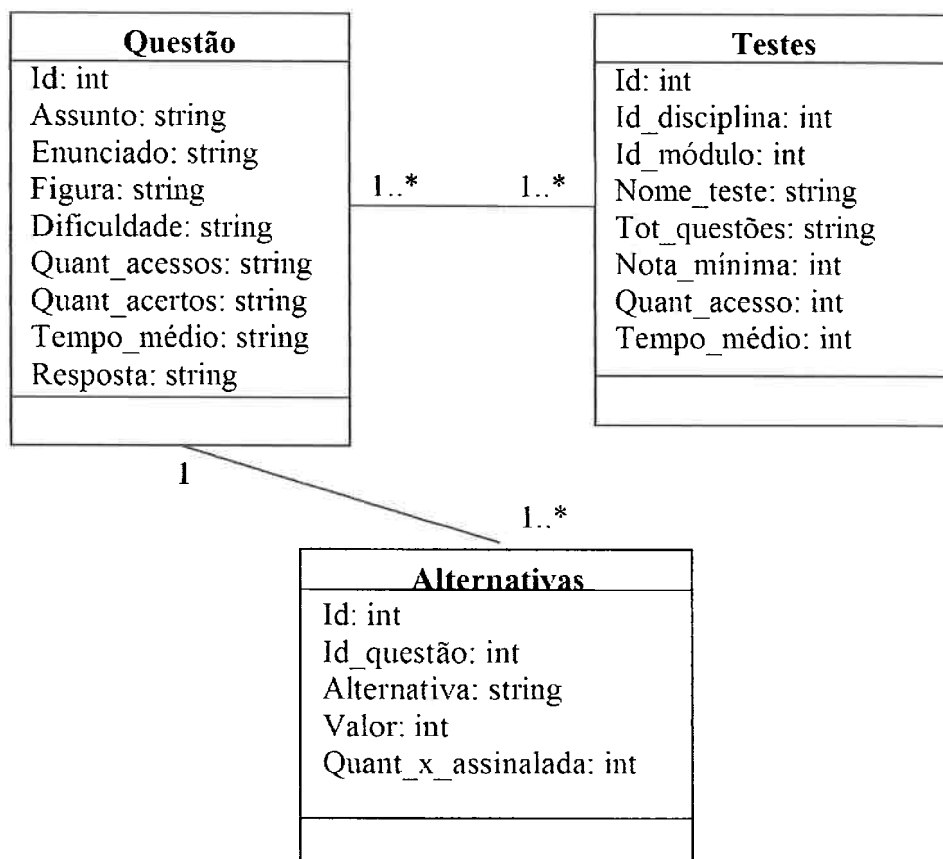 Questão
Id: int
Assunto: string
Enunciado: string
Figura: string
Dificuldade: string
Quant_acessos: string
Quant_acertos: string
Tempo_médio: string
Resposta: string
1..*
1..*
Testes
Id: int
Id_disciplina: int
Id_módulo: int
Nome_teste: string
Tot_questões: string
Nota_mínima: int
Quant_acesso: int
Tempo_médio: int
1
1..*
Alternativas
Id: int
Id_questão: int
Alternativa: string
Valor: int
Quant_x_assinalada: int